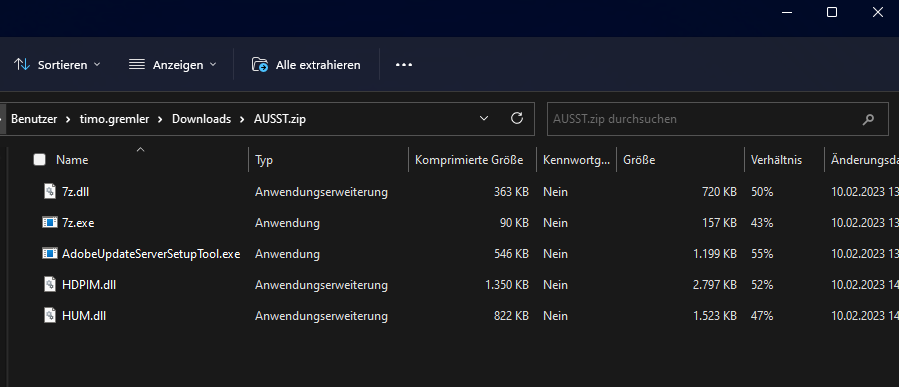 Sortieren Anzeigen Alle extrahieren
Benutzer timo.gremler Downloads AUSST.zip AUSST.zip durchsuchen
Name Typ Komprimierte Größe Kennwortg... Größe Verhältnis Änderungsda
7z.dll Anwendungserweiterung 363 KB Nein 720 KB 50% 10.02.2023 13
7z.exe Anwendung 90 KB Nein 157 KB 43% 10.02.2023 13
AdobeUpdateServerSetupTool.exe Anwendung 546 KB Nein 1.199 KB 55% 10.02.2023 13
HDPIM.dll Anwendungserweiterung 1.350 KB Nein 2.797 KB 52% 10.02.2023 14
HUM.dll Anwendungserweiterung 822 KB Nein 1.523 KB 47% 10.02.2023 14